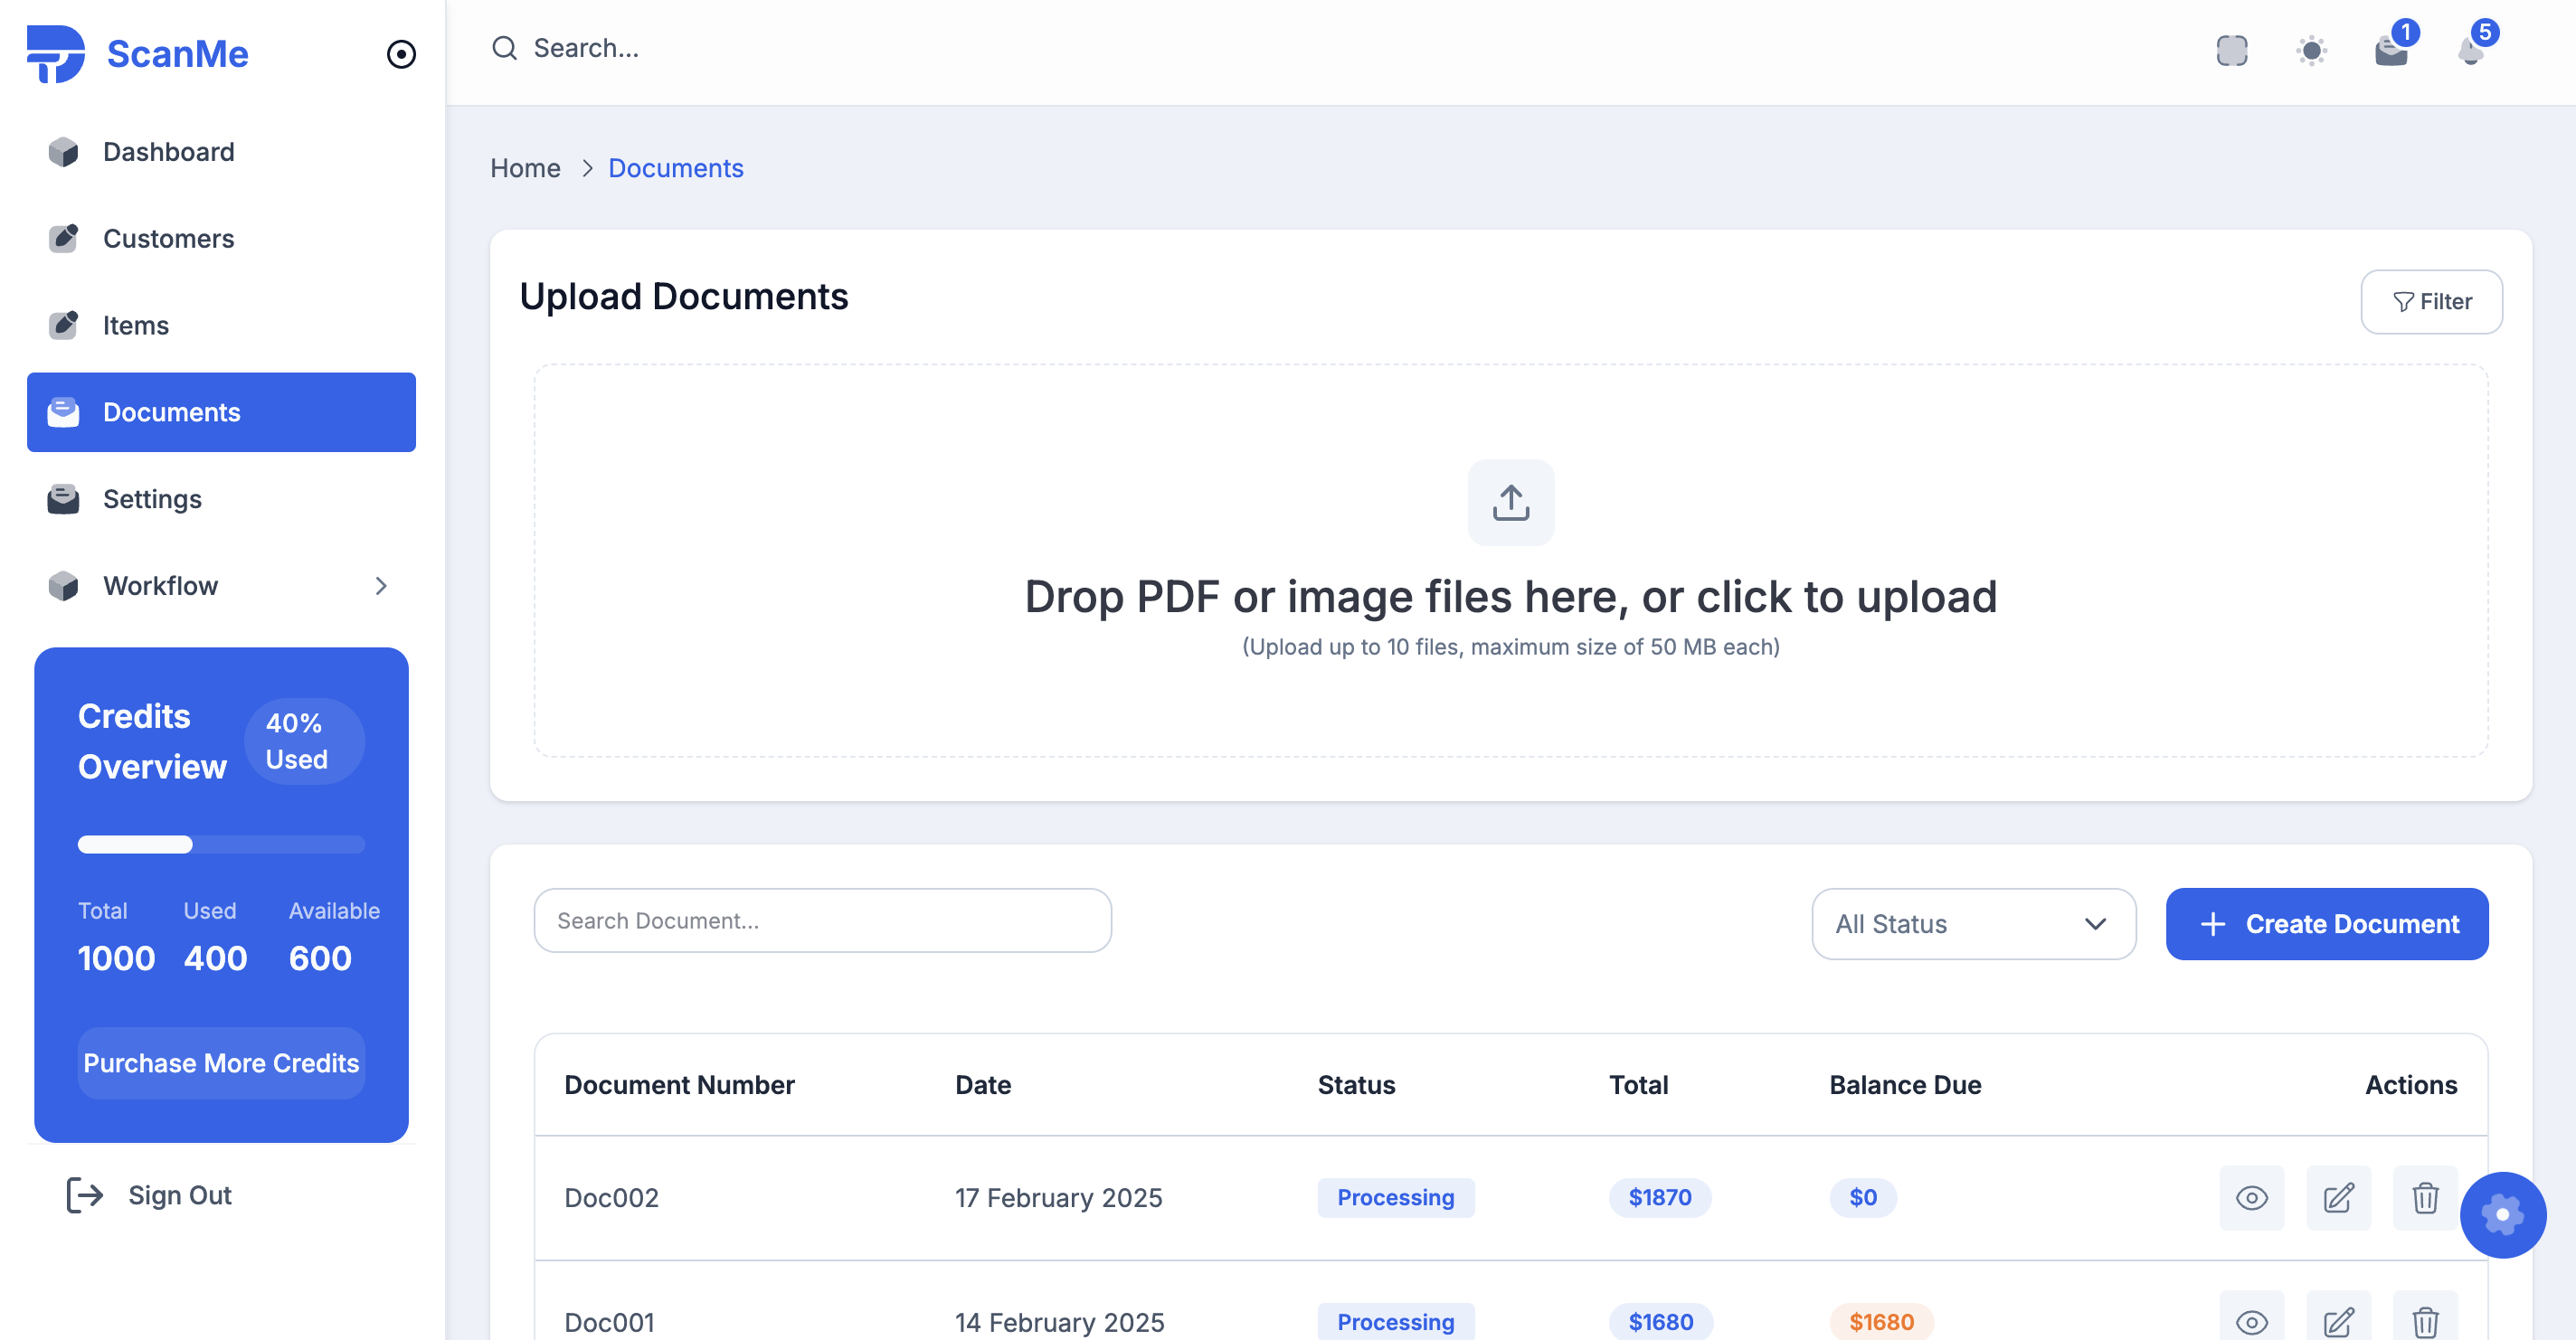 ScanMe
Search...
1
5
Dashboard
Customers
Items
Documents
Settings
Workflow
Credits Overview
40% Used
Total Used Available
1000 400 600
Purchase More Credits
Sign Out
Home > Documents
Upload Documents
Filter
Drop PDF or image files here, or click to upload
(Upload up to 10 files, maximum size of 50 MB each)
Search Document...
All Status
+ Create Document
Document Number Date Status Total Balance Due Actions
Doc002 17 February 2025 Processing $1870 $0
Doc001 14 February 2025 Processing $1680 $1680